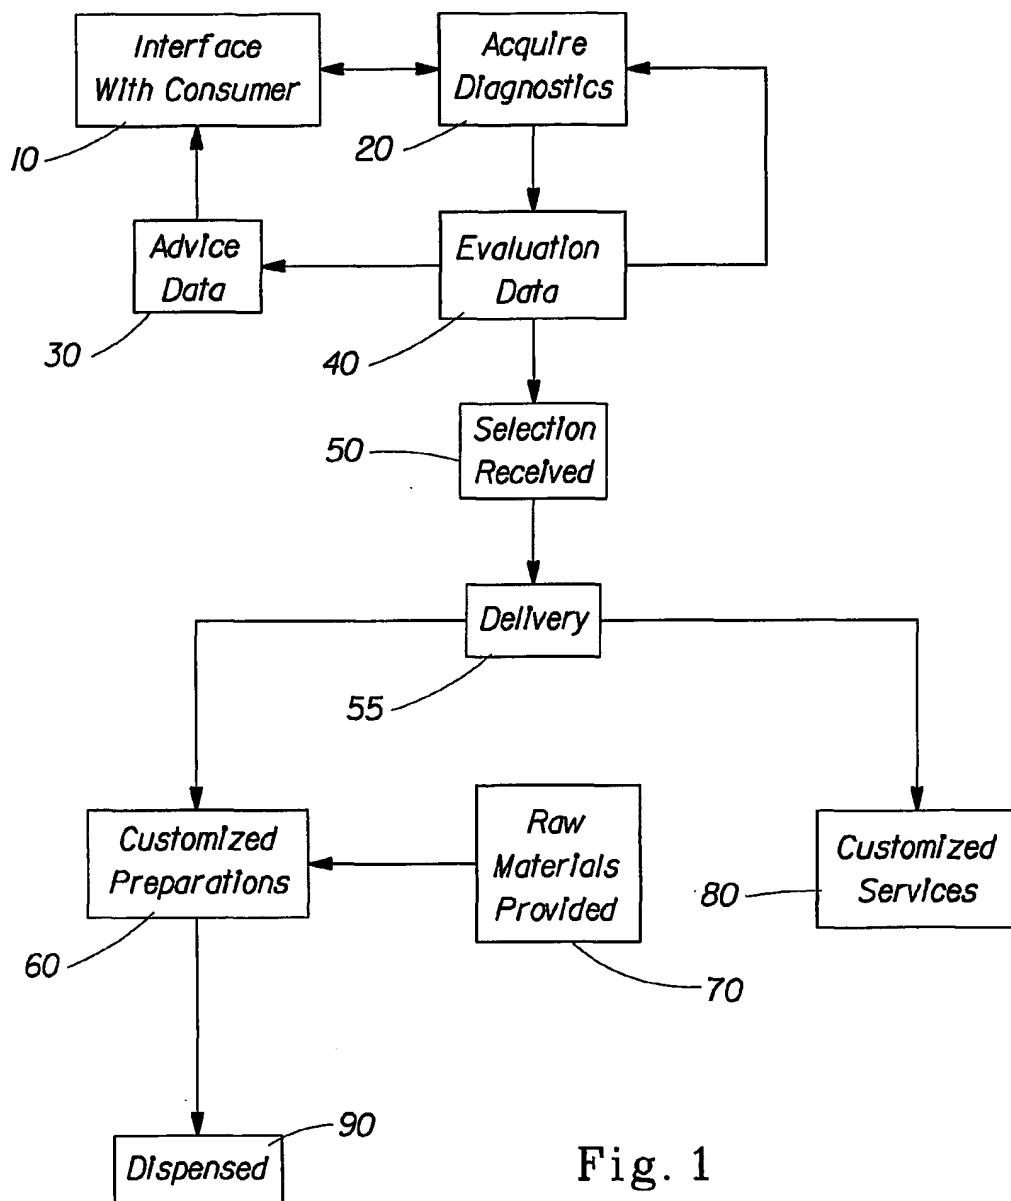 Interface
With Consumer
10
Acquire
Diagnostics
20
Advice
Data
30
Evaluation
Data
40
Selection
Received
50
Delivery
55
Customized
Preparations
60
Raw
Materials
Provided
70
Customized
Services
80
Dispensed
90
Fig. 1